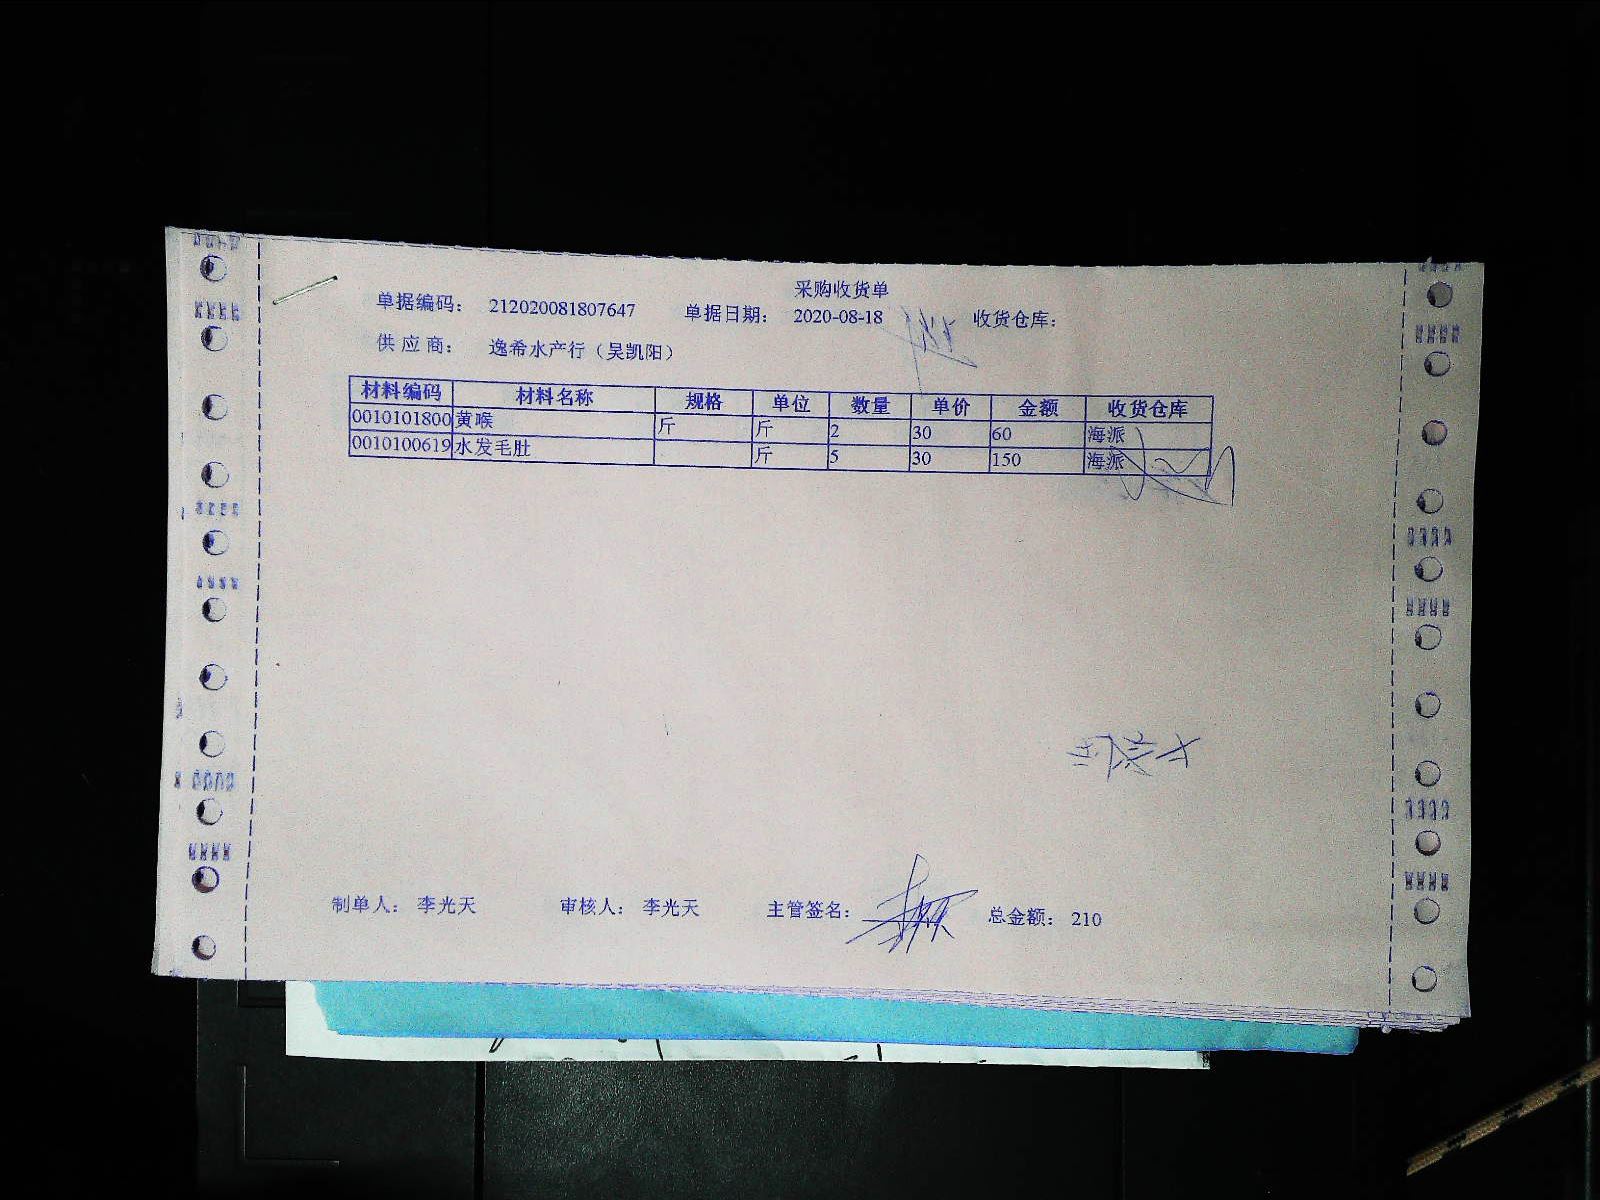 采购收货单
单据编码： 212020081807647 单据日期： 2020-08-18 收货仓库：
供应商： 逸希水产行（吴凯阳）
材料编码 材料名称 规格 单位 数量 单价 金额 收货仓库
0010101800 黄喉 斤 斤 2 30 60 海派
0010100619 水发毛肚 斤 5 30 150 海派
制单人： 李光天 审核人： 李光天 主管签名： 总金额： 210